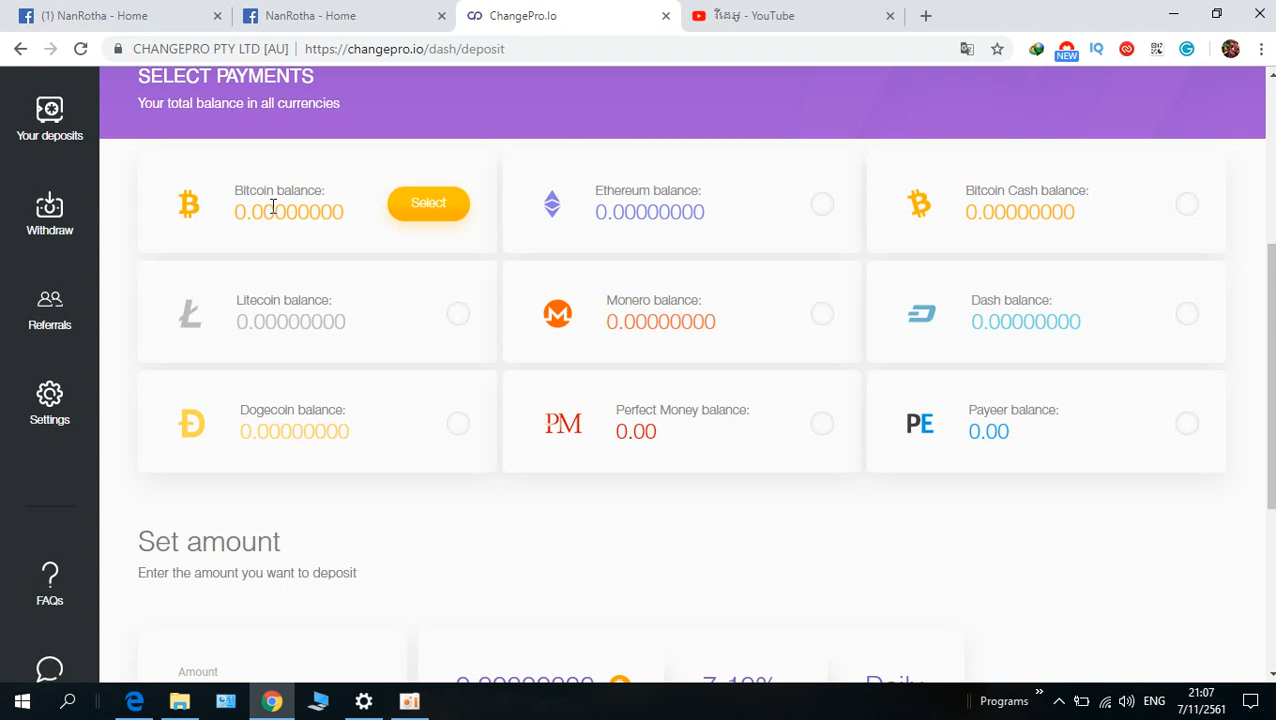 (1) NanRotha - Home
NanRotha - Home
ChangePro.Io
វីដេអូ - YouTube
CHANGEPRO PTY LTD [AU] | https://changepro.io/dash/deposit
NEW
IQ
SELECT PAYMENTS
Your total balance in all currencies
Your deposits
Withdraw
Referrals
Settings
FAQs
Bitcoin balance:
0.00000000
Select
Ethereum balance:
0.00000000
Bitcoin Cash balance:
0.00000000
Litecoin balance:
0.00000000
Monero balance:
0.00000000
Dash balance:
0.00000000
Dogecoin balance:
0.00000000
PM
Perfect Money balance:
0.00
PE
Payeer balance:
0.00
Set amount
Enter the amount you want to deposit
Amount
Programs
ENG
21:07
7/11/2561